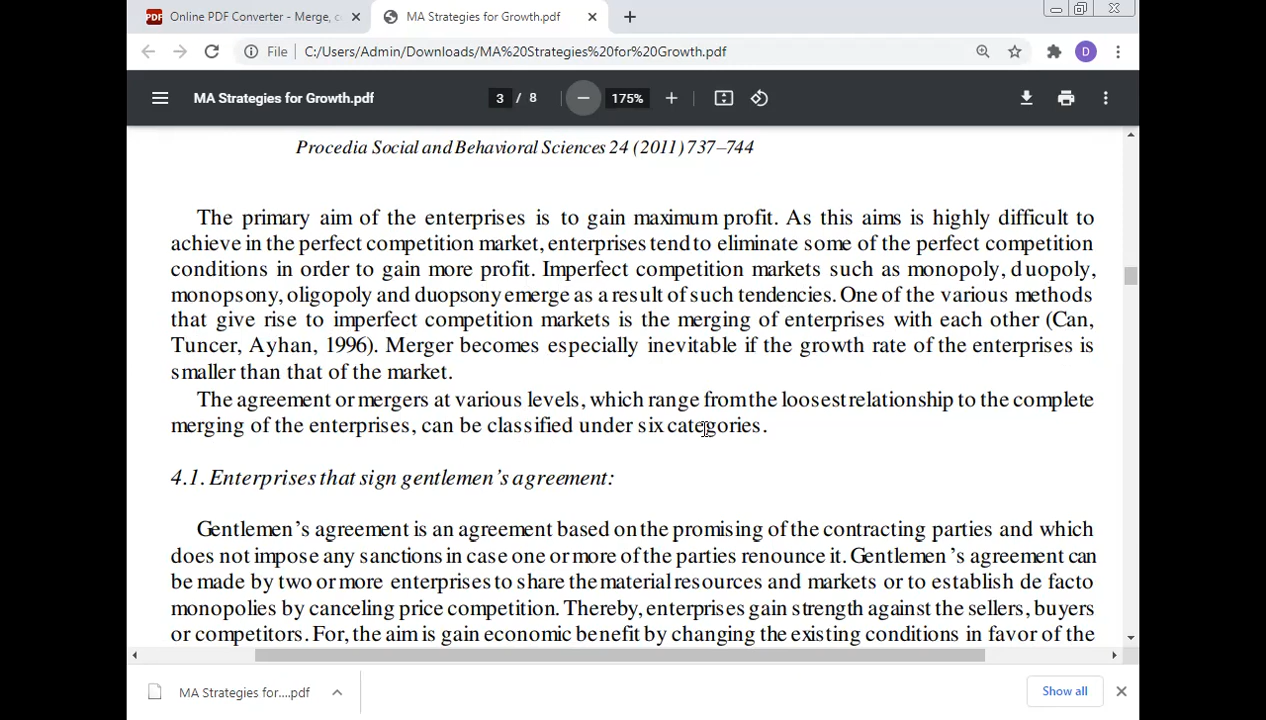 Online PDF Converter - Merge, c
MA Strategies for Growth.pdf
File
C:/Users/Admin/Downloads/MA%20Strategies%20for%20Growth.pdf
D
MA Strategies for Growth.pdf
3 / 8
175%
Procedia Social and Behavioral Sciences 24 (2011) 737–744
The primary aim of the enterprises is to gain maximum profit. As this aims is highly difficult to
achieve in the perfect competition market, enterprises tend to eliminate some of the perfect competition
conditions in order to gain more profit. Imperfect competition markets such as monopoly, duopoly,
monopsony, oligopoly and duopsony emerge as a result of such tendencies. One of the various methods
that give rise to imperfect competition markets is the merging of enterprises with each other (Can,
Tuncer, Ayhan, 1996). Merger becomes especially inevitable if the growth rate of the enterprises is
smaller than that of the market.
The agreement or mergers at various levels, which range from the loosest relationship to the complete
merging of the enterprises, can be classified under six categories.
4.1. Enterprises that sign gentlemen's agreement:
Gentlemen's agreement is an agreement based on the promising of the contracting parties and which
does not impose any sanctions in case one or more of the parties renounce it. Gentlemen 's agreement can
be made by two or more enterprises to share the material resources and markets or to establish de facto
monopolies by canceling price competition. Thereby, enterprises gain strength against the sellers, buyers
or competitors. For, the aim is gain economic benefit by changing the existing conditions in favor of the
MA Strategies for....pdf
Show all